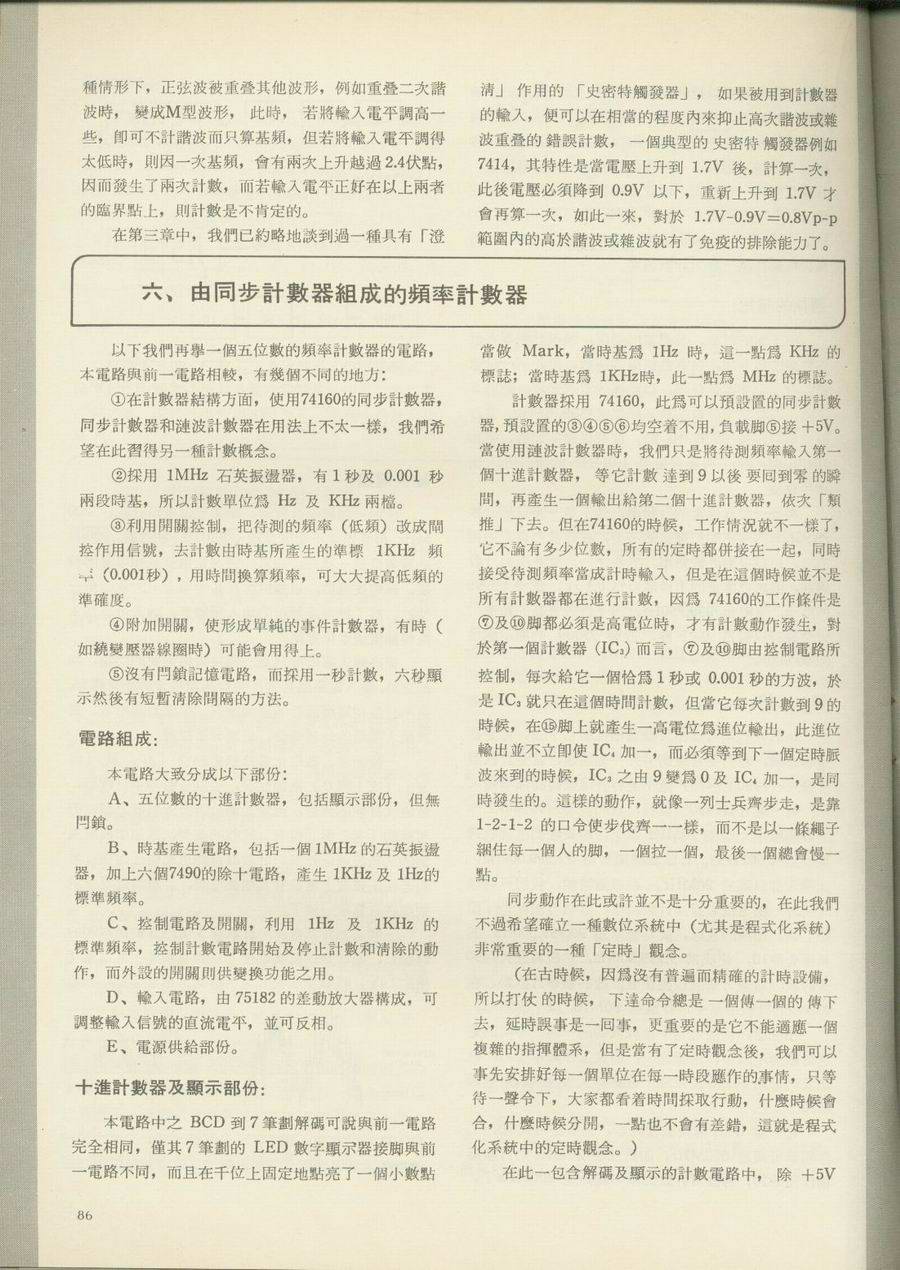 種情形下，正弦波被重叠其他波形，例如重叠二次諧
波時， 變成M型波形， 此時， 若將輸入電平調高一
些，卽可不計諧波而只算基頻，但若將輸入電平調得
太低時，則因一次基頻，會有兩次上升越過 2.4伏點，
因而發生了兩次計數，而若輸入電平正好在以上兩者
的臨界點上，則計數是不肯定的。
在第三章中，我們已約略地談到過一種具有「澄
清」 作用的 「史密特觸發器」， 如果被用到計數器
的輸入，便可以在相當的程度內來抑止高次諧波或雜
波重叠的 錯誤計數， 一個典型的 史密特 觸發器例如
7414，其特性是當電壓上升到 1.7V 後，計算一次，
此後電壓必須降到 0.9V 以下，重新上升到 1.7V 才
會再算一次，如此一來，對於 1.7V-0.9V＝0.8Vp-p
範圍內的高於諧波或雜波就有了免疫的排除能力了。
六、由同步計數器組成的頻率計數器
以下我們再擧一個五位數的頻率計數器的電路，
本電路與前一電路相較，有幾個不同的地方：
①在計數器結構方面，使用74160的同步計數器，
同步計數器和漣波計數器在用法上不太一樣，我們希
望在此習得另一種計數概念。
②採用 1MHz 石英振盪器，有 1 秒及 0.001 秒
兩段時基，所以計數單位爲 Hz 及 KHz 兩檔。
③利用開關控制，把待測的頻率（低頻）改成閘
控作用信號，去計數由時基所產生的準標 1KHz 頻
率（0.001秒），用時間換算頻率，可大大提高低頻的
準確度。
④附加開關，使形成單純的事件計數器，有時（
如繞變壓器線圈時）可能會用得上。
⑤沒有閂鎖記憶電路，而採用一秒計數，六秒顯
示然後有短暫淸除間隔的方法。
電路組成：
本電路大致分成以下部份：
A、五位數的十進計數器，包括顯示部份，但無
閂鎖。
B、時基產生電路，包括一個 1MHz 的石英振盪
器，加上六個7490的除十電路，產生 1KHz 及 1Hz的
標準頻率。
C、控制電路及開關，利用 1Hz 及 1KHz 的
標準頻率，控制計數電路開始及停止計數和淸除的動
作，而外設的開關則供變換功能之用。
D、輸入電路，由 75182 的差動放大器構成，可
調整輸入信號的直流電平，並可反相。
E、電源供給部份。
十進計數器及顯示部份：
本電路中之 BCD 到 7 筆劃解碼可說與前一電路
完全相同，僅其 7 筆劃的 LED 數字顯示器接脚與前
一電路不同，而且在千位上固定地點亮了一個小數點
當做 Mark，當時基爲 1Hz 時，這一點爲 KHz 的
標誌；當時基爲 1KHz時，此一點爲 MHz 的標誌。
計數器採用 74160，此爲可以預設置的同步計數
器，預設置的③④⑤⑥均空着不用，負載脚⑨接 ＋5V。
當使用漣波計數器時，我們只是將待測頻率輸入第一
個十進計數器， 等它計數 達到 9 以後 要囘到零 的瞬
間，再產生一個輸出給第二個十進計數器，依次「類
推」下去。但在74160的時候，工作情況就不一樣了，
它不論有多少位數，所有的定時都併接在一起，同時
接受待測頻率當成計時輸入，但是在這個時候並不是
所有計數器都在進行計數，因爲 74160的工作條件是
⑦及⑩脚都必須是高電位時，才有計數動作發生，對
於第一個計數器（IC₃）而言，⑦及⑩脚由控制電路所
控制，每次給它一個恰爲 1 秒或 0.001 秒的方波，於
是 IC₃ 就只在這個時間計數，但當它每次計數到 9 的
時候，在⑮脚上就產生一高電位爲進位輸出，此進位
輸出並不立卽使 IC₄ 加一，而必須等到下一個定時脈
波來到的時候，IC₃ 之由 9 變爲 0 及 IC₄ 加一，是同
時發生的。這樣的動作，就像一列士兵齊步走，是靠
1-2-1-2 的口令使步伐齊一一樣，而不是以一條繩子
綑住每一個人的脚，一個拉一個，最後一個總會慢一
點。
同步動作在此或許並不是十分重要的，在此我們
不過希望確立一種數位系統中（尤其是程式化系統）
非常重要的一種「定時」觀念。
（在古時候，因爲沒有普遍而精確的計時設備，
所以打仗 的時候， 下達命令總是 一個傳一個的 傳下
去，延時誤事是一囘事，更重要的是它不能適應一個
複雜的指揮體系，但是當有了定時觀念後，我們可以
事先安排好每一個單位在每一時段應作的事情，只等
待一聲令下，大家都看着時間採取行動，什麼時候會
合，什麼時候分開，一點也不會有差錯，這就是程式
化系統中的定時觀念。）
在此一包含解碼及顯示的計數電路中， 除 ＋5V
86